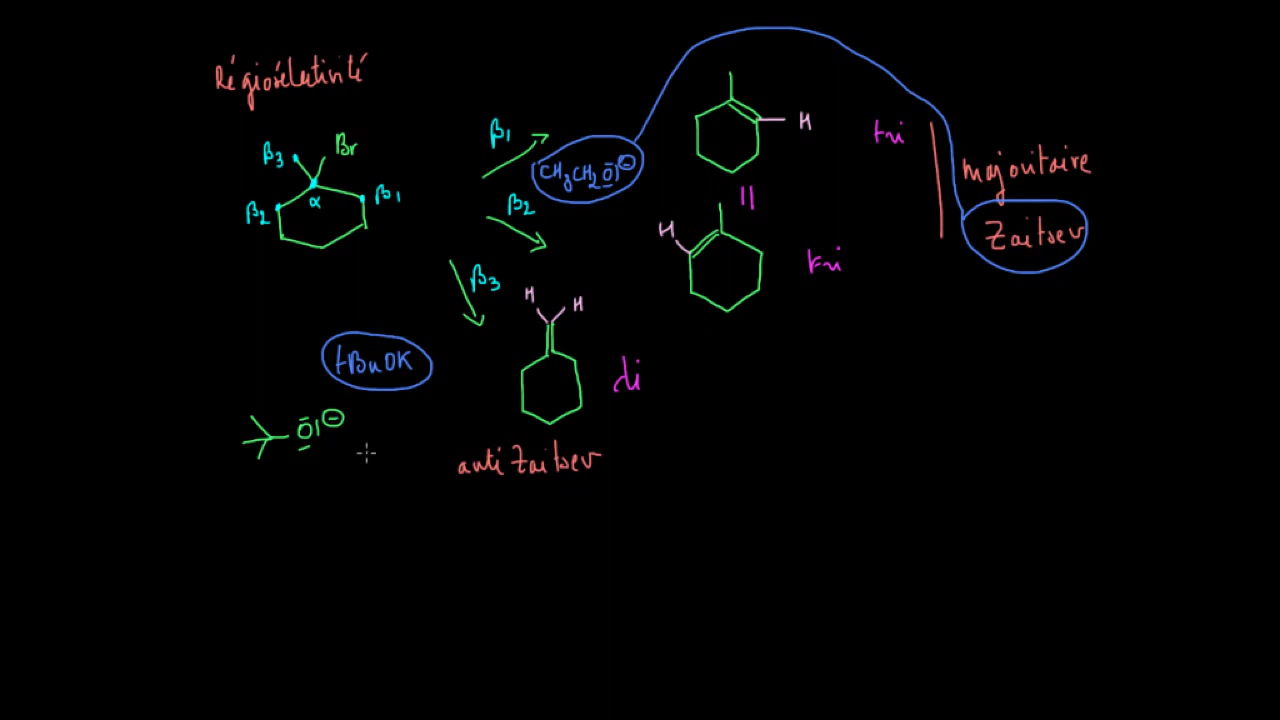 Régiosélectivité
β3
Br
β2
α
β1
β1
CH3CH2O|⊖
β2
β3
H
tri
||
H
tri
majoritaire
Zaitsev
H
H
di
tBuOK
O|⊖
anti Zaitsev